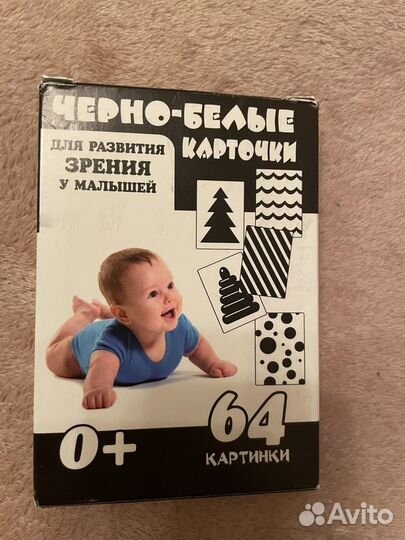 ЧЕРНО-БЕЛЫЕ
КАРТОЧКИ
ДЛЯ РАЗВИТИЯ
ЗРЕНИЯ
У МАЛЫШЕЙ
0+
64
КАРТИНКИ
Avito